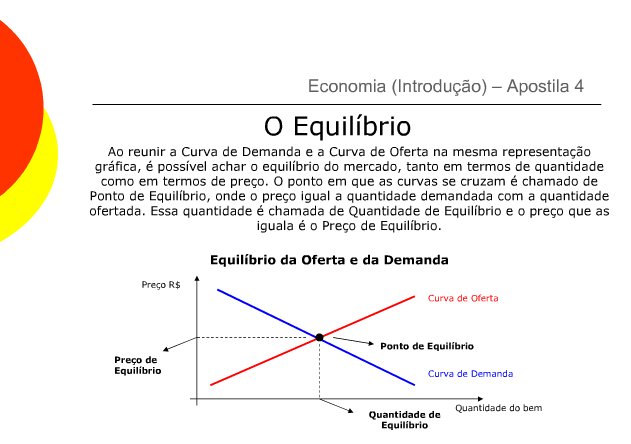 Economia (Introdução) – Apostila 4
O Equilíbrio
Ao reunir a Curva de Demanda e a Curva de Oferta na mesma representação
gráfica, é possível achar o equilíbrio do mercado, tanto em termos de quantidade
como em termos de preço. O ponto em que as curvas se cruzam é chamado de
Ponto de Equilíbrio, onde o preço igual a quantidade demandada com a quantidade
ofertada. Essa quantidade é chamada de Quantidade de Equilíbrio e o preço que as
iguala é o Preço de Equilíbrio.
Equilíbrio da Oferta e da Demanda
Preço R$
Curva de Oferta
Ponto de Equilíbrio
Preço de
Equilíbrio
Curva de Demanda
Quantidade do bem
Quantidade de
Equilíbrio